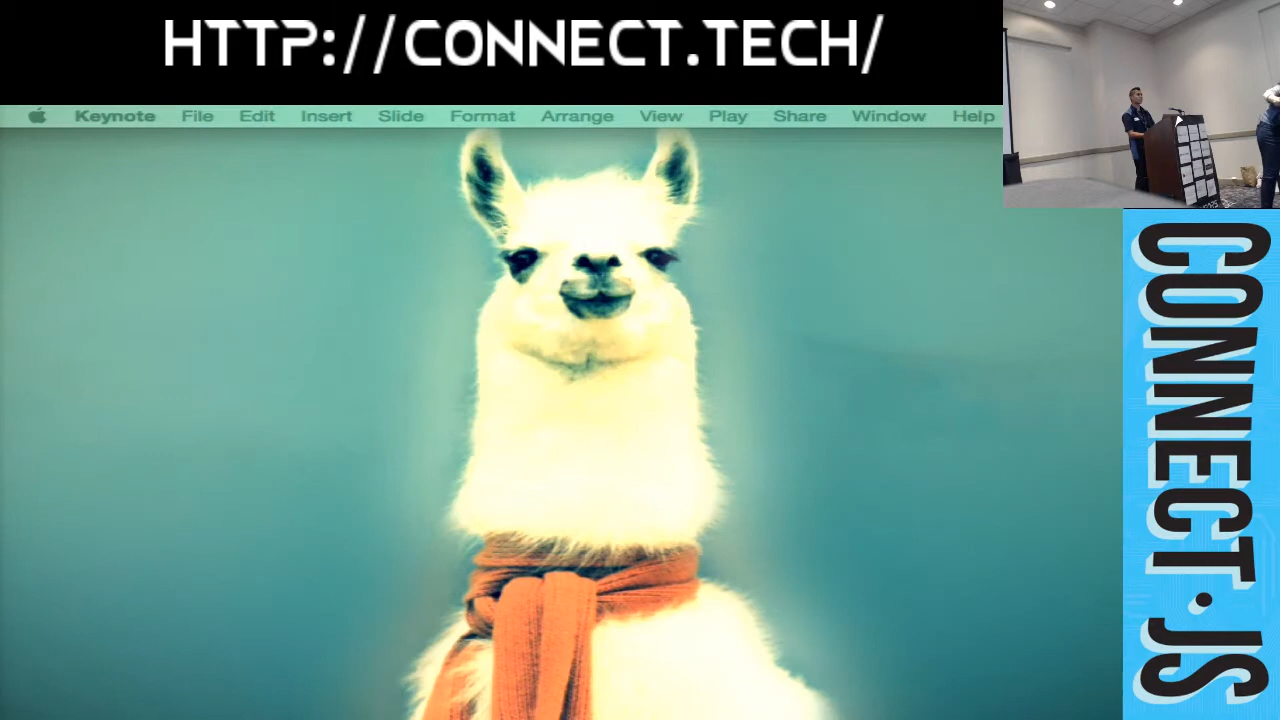 HTTP://CONNECT.TECH/
Keynote File Edit Insert Slide Format Arrange View Play Share Window Help
CONNECT·JS